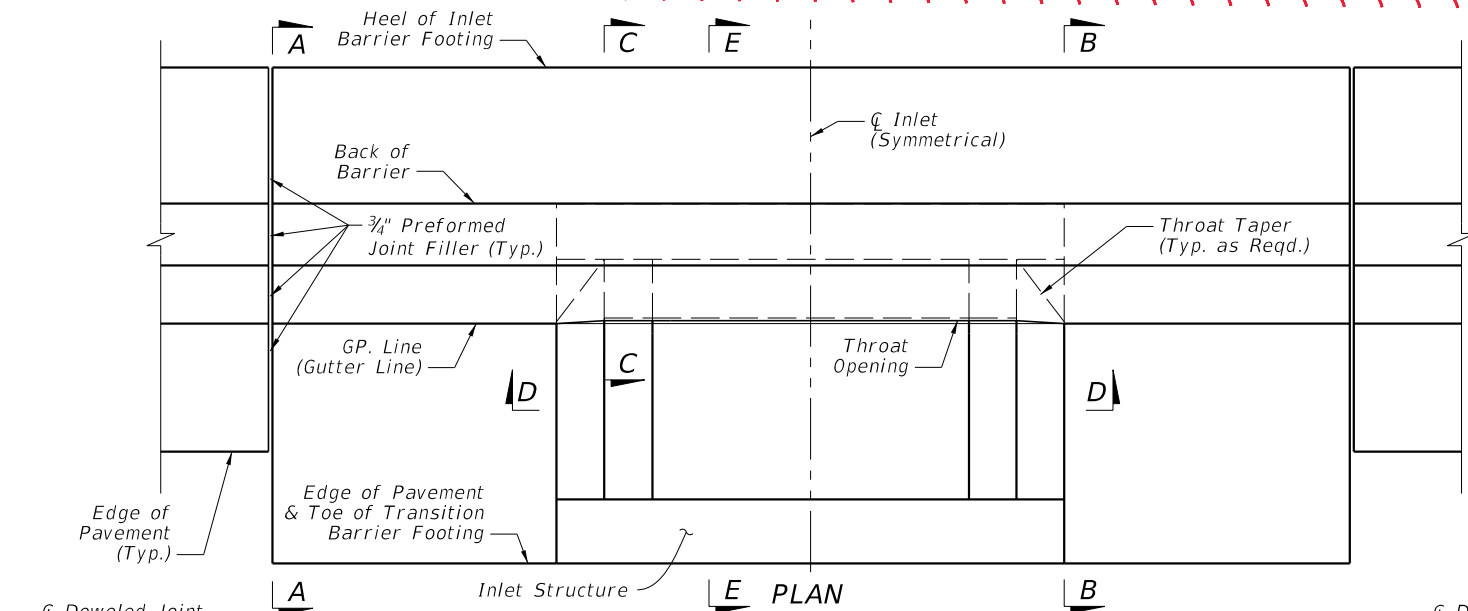 Heel of Inlet
Barrier Footing
A
C
E
B
℄ Inlet
(Symmetrical)
Back of
Barrier
¾" Preformed
Joint Filler (Typ.)
Throat Taper
(Typ. as Reqd.)
GP. Line
(Gutter Line)
C
Throat
Opening
D
D
Edge of Pavement
& Toe of Transition
Barrier Footing
Edge of
Pavement
(Typ.)
Inlet Structure
A
E
PLAN
B
℄ Doweled Joint
℄ D